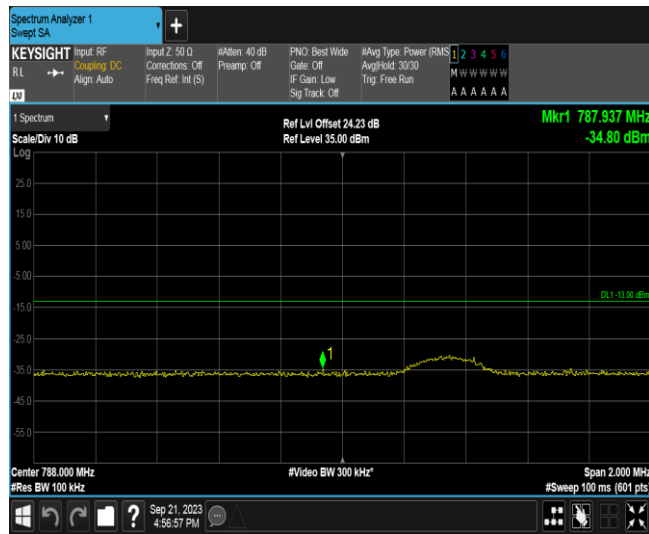 Spectrum Analyzer 1
Swept SA
+
KEYSIGHT
RL
LXI
Input: RF
Coupling: DC
Align: Auto
Input Z: 50 Ω
Corrections: Off
Freq Ref: Int (S)
#Atten: 40 dB
Preamp: Off
PNO: Best Wide
Gate: Off
IF Gain: Low
Sig Track: Off
#Avg Type: Power (RMS
Avg|Hold: 30/30
Trig: Free Run
1 2 3 4 5 6
M W W W W W
A A A A A A
1 Spectrum
Scale/Div 10 dB
Log
Ref Lvl Offset 24.23 dB
Ref Level 35.00 dBm
Mkr1 787.937 MHz
-34.80 dBm
25.0
15.0
5.00
-5.00
DL1 -13.00 dBm
-15.0
-25.0
1
-35.0
-45.0
-55.0
Center 788.000 MHz
#Res BW 100 kHz
#Video BW 300 kHz*
Span 2.000 MHz
#Sweep 100 ms (601 pts
?
Sep 21, 2023
4:56:57 PM